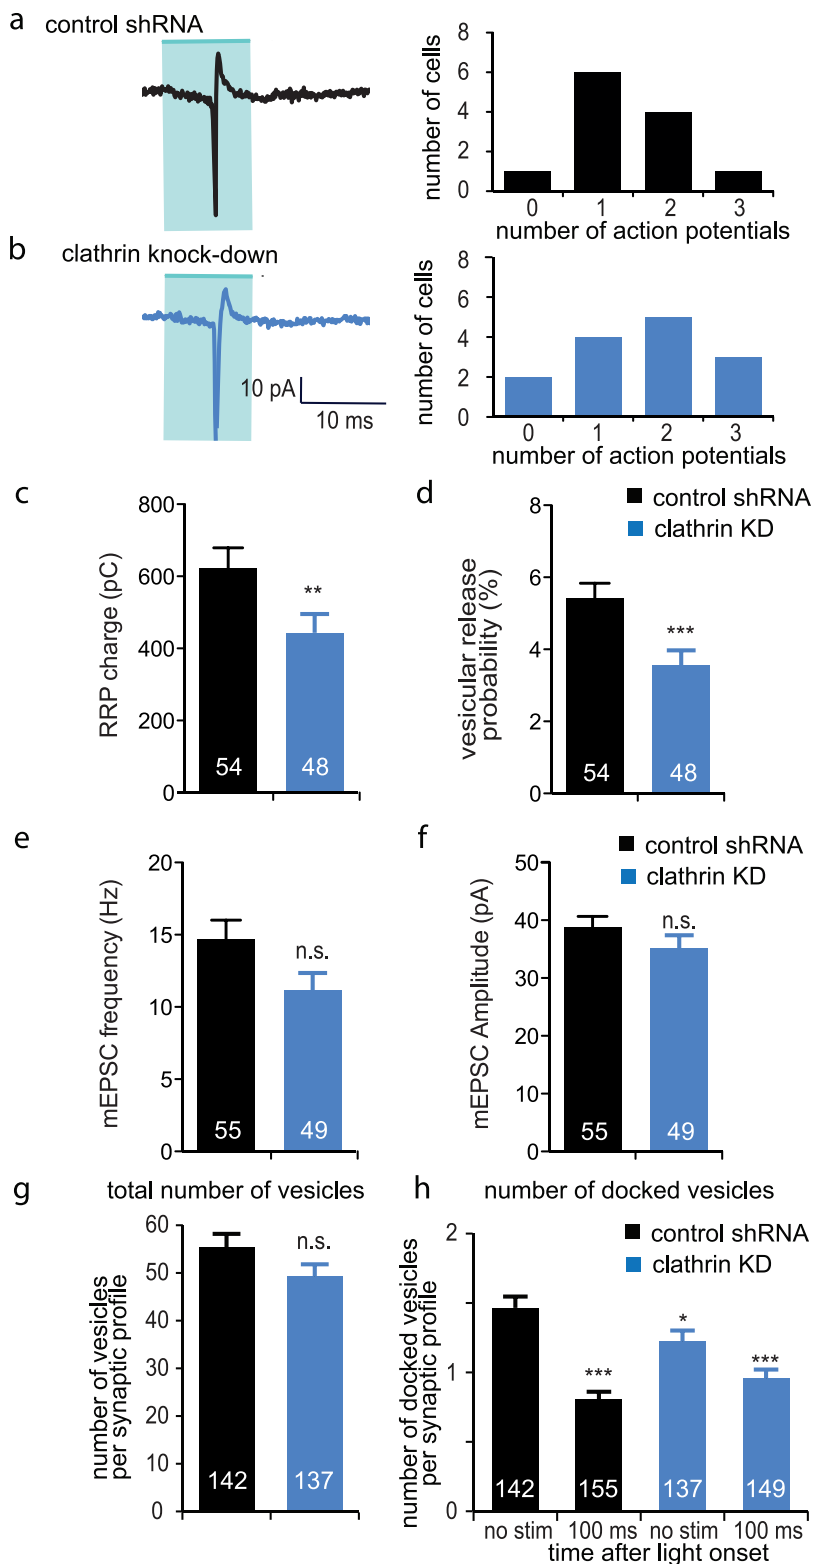 a
control shRNA
number of cells
8
6
4
2
0
0 1 2 3
number of action potentials
b
clathrin knock-down
10 pA
10 ms
number of cells
8
6
4
2
0
0 1 2 3
number of action potentials
c
RRP charge (pC)
800
600
400
200
0
**
54 48
d
control shRNA
clathrin KD
vesicular release
probability (%)
8
6
4
2
0
***
54 48
e
mEPSC frequency (Hz)
20
15
10
5
0
n.s.
55 49
f
control shRNA
clathrin KD
mEPSC Amplitude (pA)
50
40
30
20
10
0
n.s.
55 49
g
total number of vesicles
number of vesicles
per synaptic profile
60
50
40
30
20
10
0
n.s.
142 137
h
number of docked vesicles
control shRNA
clathrin KD
number of docked vesicles
per synaptic profile
2
1
0
*** * ***
142 155 137 149
no stim 100 ms no stim 100 ms
time after light onset